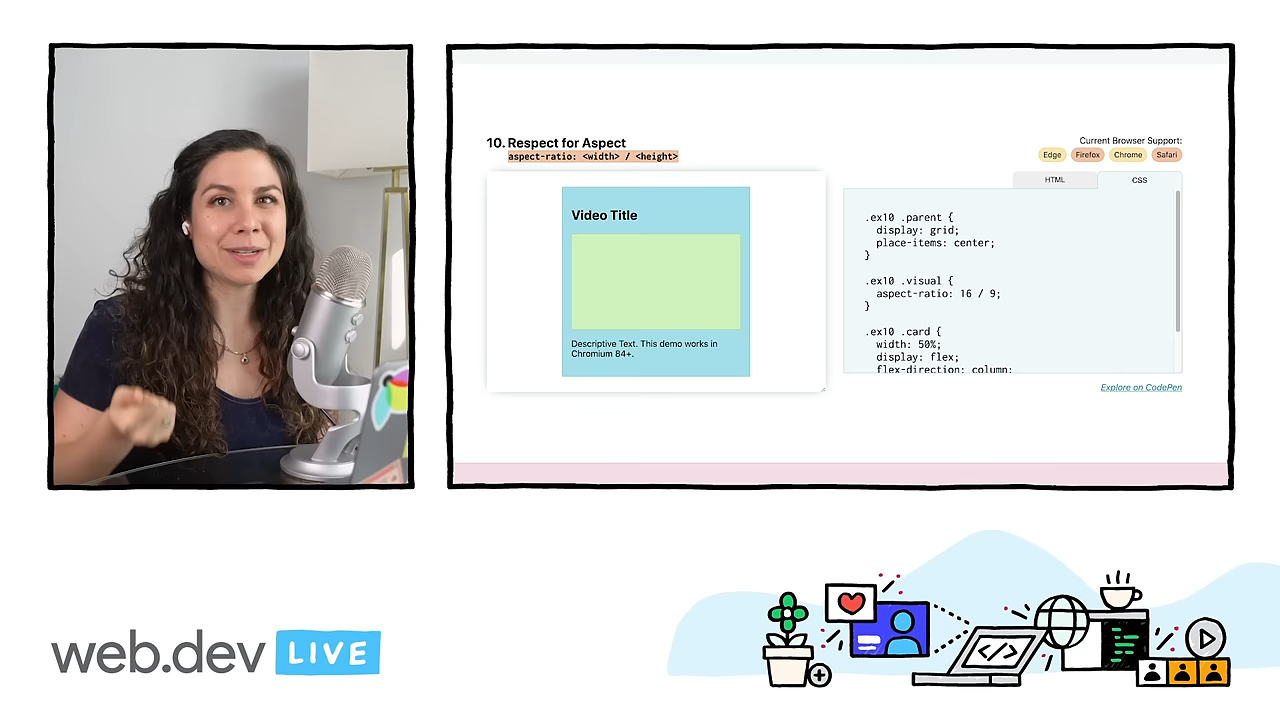 10. Respect for Aspect
aspect-ratio: <width> / <height>
Current Browser Support:
Edge Firefox Chrome Safari
HTML CSS
Video Title
Descriptive Text. This demo works in
Chromium 84+.
.ex10 .parent {
display: grid;
place-items: center;
}
.ex10 .visual {
aspect-ratio: 16 / 9;
}
.ex10 .card {
width: 50%;
display: flex;
flex-direction: column;
Explore on CodePen
web.dev LIVE
</>